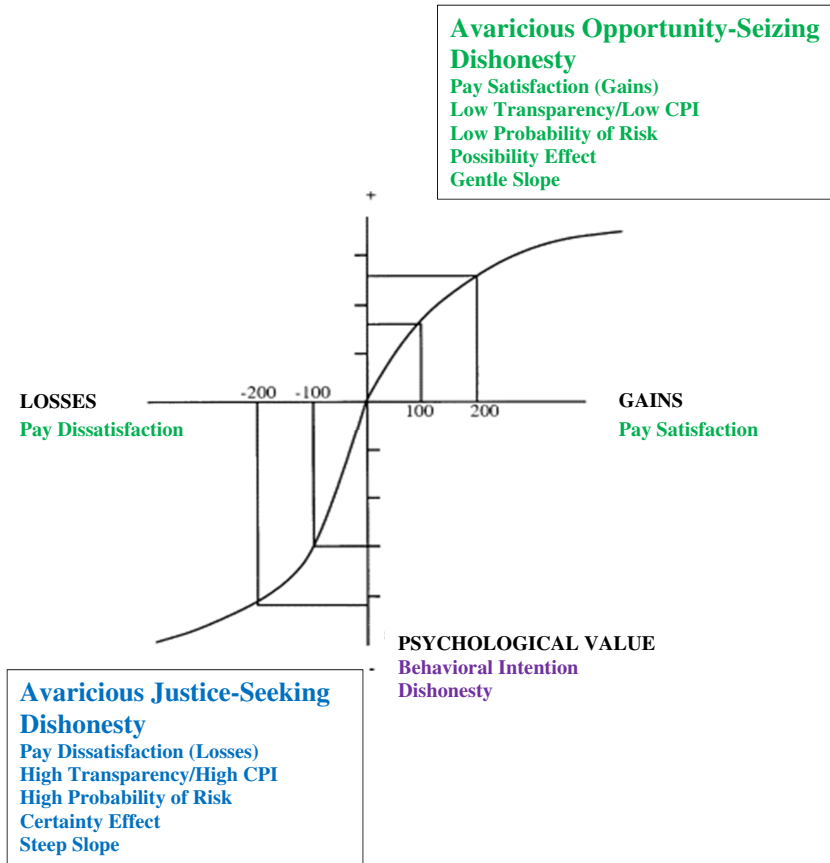 Avaricious Opportunity-Seizing
Dishonesty
Pay Satisfaction (Gains)
Low Transparency/Low CPI
Low Probability of Risk
Possibility Effect
Gentle Slope
+
LOSSES
Pay Dissatisfaction
-200 -100
100 200
GAINS
Pay Satisfaction
PSYCHOLOGICAL VALUE
Behavioral Intention
Dishonesty
-
Avaricious Justice-Seeking
Dishonesty
Pay Dissatisfaction (Losses)
High Transparency/High CPI
High Probability of Risk
Certainty Effect
Steep Slope